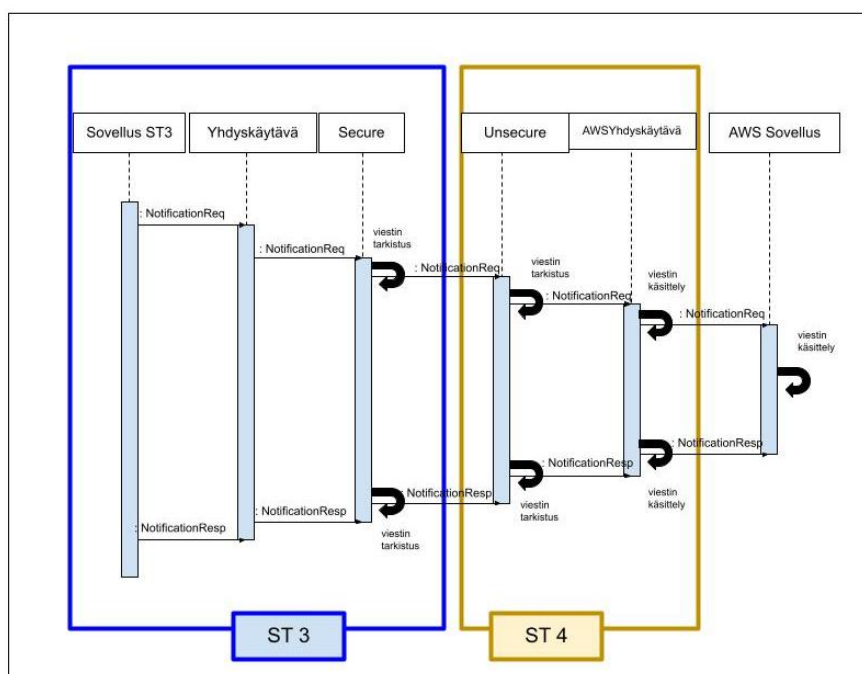 Sovellus ST3
Yhdyskäytävä
Secure
Unsecure
AWSYhdyskäytävä
AWS Sovellus
: NotificationReq
: NotificationReq
viestin
tarkistus
: NotificationReq
viestin
tarkistus
: NotificationReq
viestin
käsittely
: NotificationReq
viestin
käsittely
: NotificationResp
viestin
käsittely
: NotificationResp
viestin
tarkistus
: NotificationResp
viestin
tarkistus
: NotificationResp
: NotificationResp
ST 3
ST 4